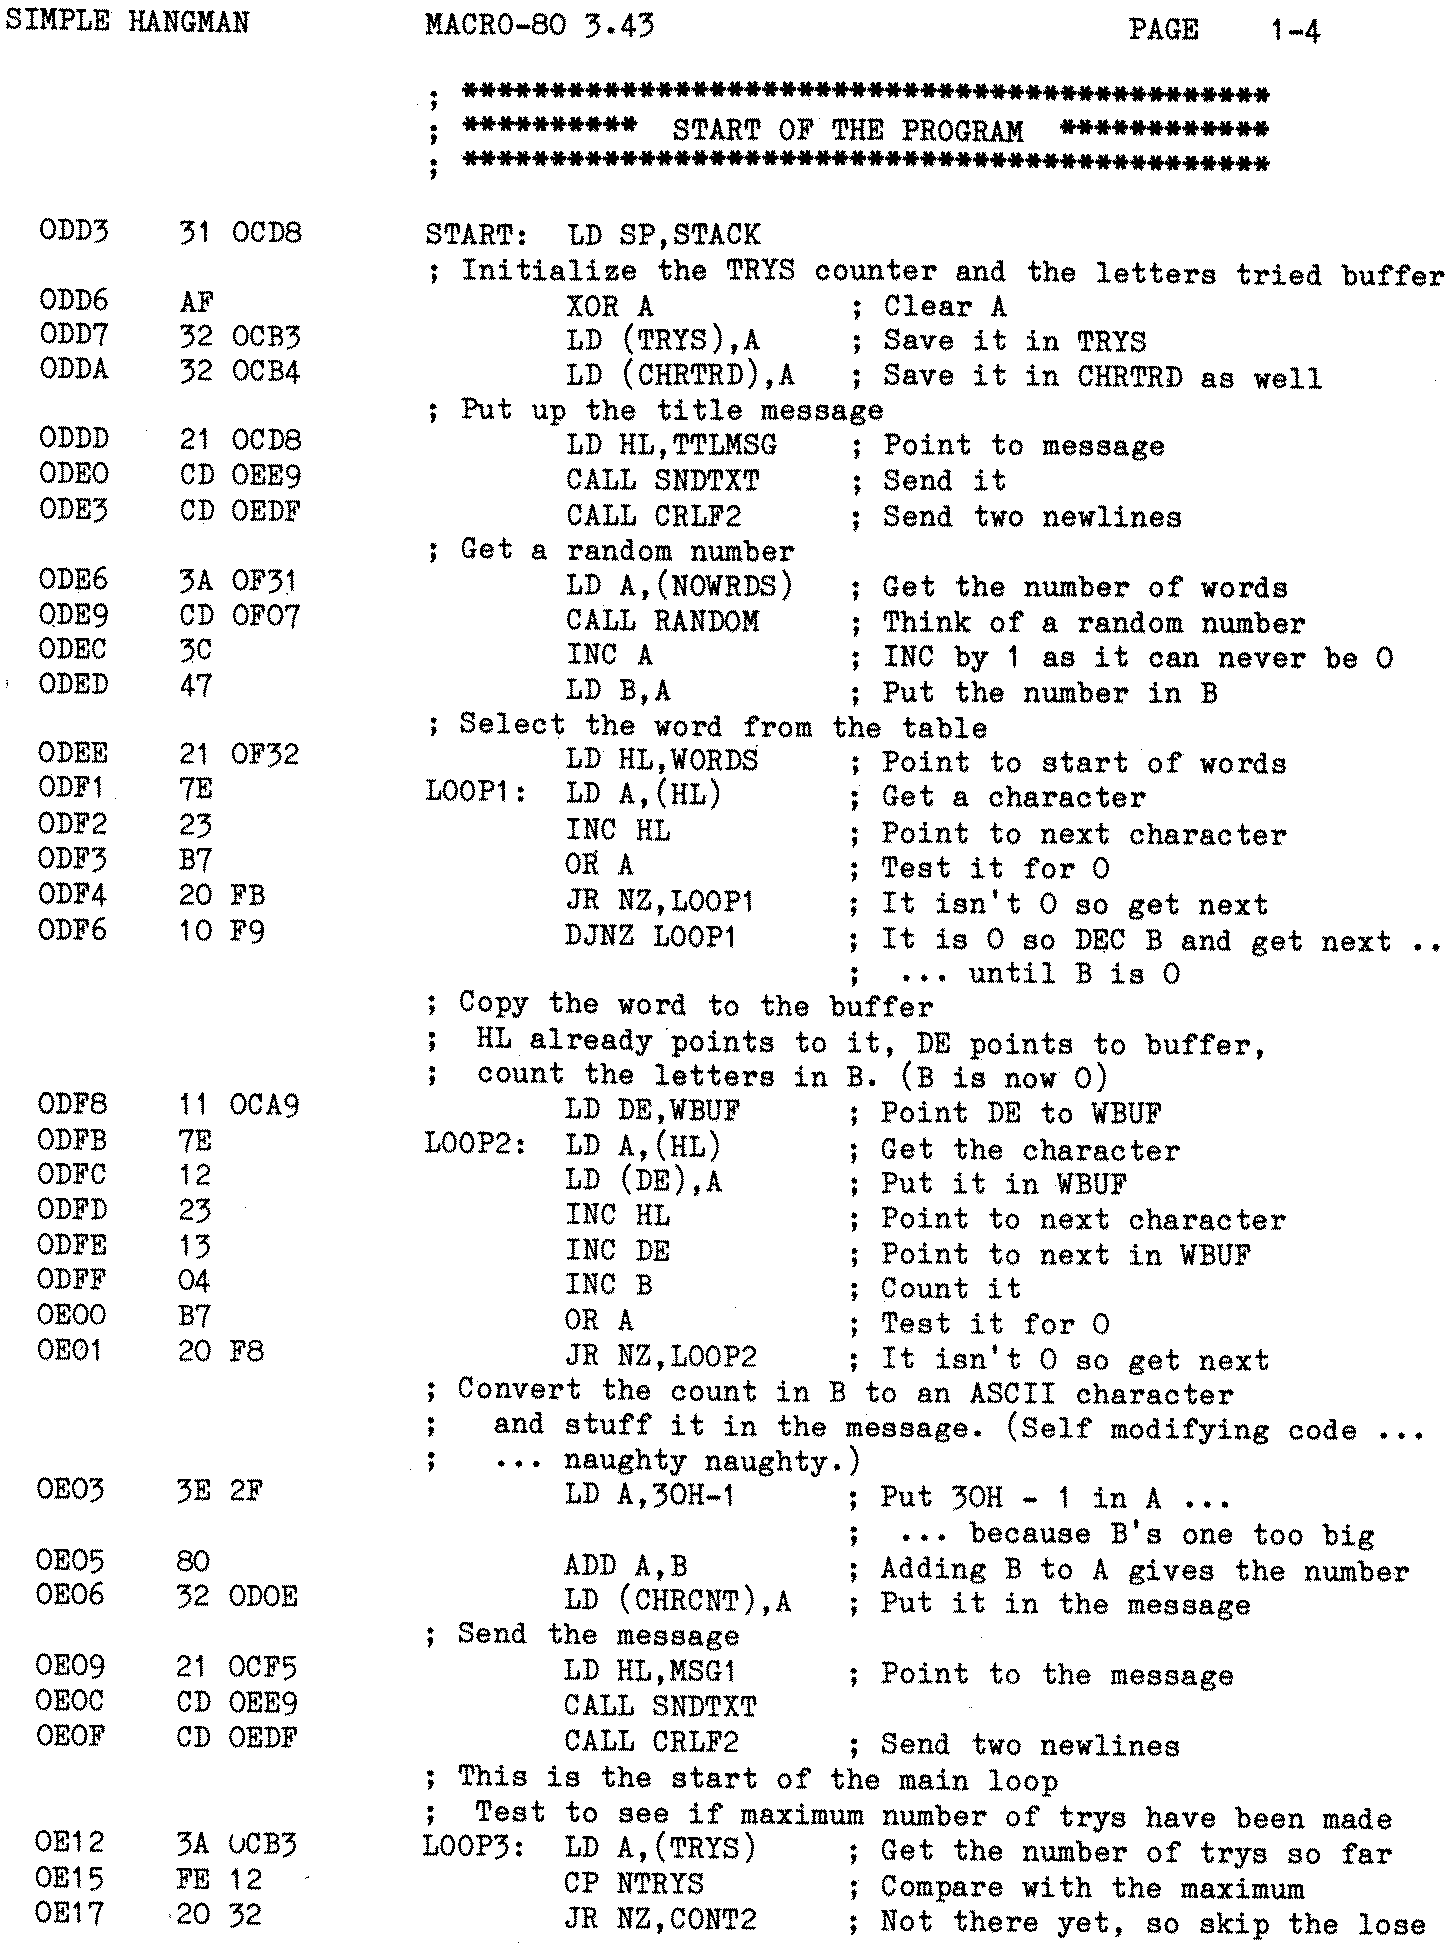 SIMPLE HANGMAN MACRO-80 3.43 PAGE 1-4
; **********************************************
; ********** START OF THE PROGRAM ************
; **********************************************
0DD3 31 0CD8 START: LD SP,STACK
; Initialize the TRYS counter and the letters tried buffer
0DD6 AF XOR A ; Clear A
0DD7 32 0CB3 LD (TRYS),A ; Save it in TRYS
0DDA 32 0CB4 LD (CHRTRD),A ; Save it in CHRTRD as well
; Put up the title message
0DDD 21 0CD8 LD HL,TTLMSG ; Point to message
0DE0 CD 0EE9 CALL SNDTXT ; Send it
0DE3 CD 0EDF CALL CRLF2 ; Send two newlines
; Get a random number
0DE6 3A 0F31 LD A,(NOWRDS) ; Get the number of words
0DE9 CD 0F07 CALL RANDOM ; Think of a random number
0DEC 3C INC A ; INC by 1 as it can never be 0
0DED 47 LD B,A ; Put the number in B
; Select the word from the table
0DEE 21 0F32 LD HL,WORDS ; Point to start of words
0DF1 7E LOOP1: LD A,(HL) ; Get a character
0DF2 23 INC HL ; Point to next character
0DF3 B7 OR A ; Test it for 0
0DF4 20 FB JR NZ,LOOP1 ; It isn't 0 so get next
0DF6 10 F9 DJNZ LOOP1 ; It is 0 so DEC B and get next ..
; ... until B is 0
; Copy the word to the buffer
; HL already points to it, DE points to buffer,
; count the letters in B. (B is now 0)
0DF8 11 0CA9 LD DE,WBUF ; Point DE to WBUF
0DFB 7E LOOP2: LD A,(HL) ; Get the character
0DFC 12 LD (DE),A ; Put it in WBUF
0DFD 23 INC HL ; Point to next character
0DFE 13 INC DE ; Point to next in WBUF
0DFF 04 INC B ; Count it
0E00 B7 OR A ; Test it for 0
0E01 20 F8 JR NZ,LOOP2 ; It isn't 0 so get next
; Convert the count in B to an ASCII character
; and stuff it in the message. (Self modifying code ...
; ... naughty naughty.)
0E03 3E 2F LD A,30H-1 ; Put 30H - 1 in A ...
; ... because B's one too big
0E05 80 ADD A,B ; Adding B to A gives the number
0E06 32 0D0E LD (CHRCNT),A ; Put it in the message
; Send the message
0E09 21 0CF5 LD HL,MSG1 ; Point to the message
0E0C CD 0EE9 CALL SNDTXT
0E0F CD 0EDF CALL CRLF2 ; Send two newlines
; This is the start of the main loop
; Test to see if maximum number of trys have been made
0E12 3A 0CB3 LOOP3: LD A,(TRYS) ; Get the number of trys so far
0E15 FE 12 CP NTRYS ; Compare with the maximum
0E17 20 32 JR NZ,CONT2 ; Not there yet, so skip the lose